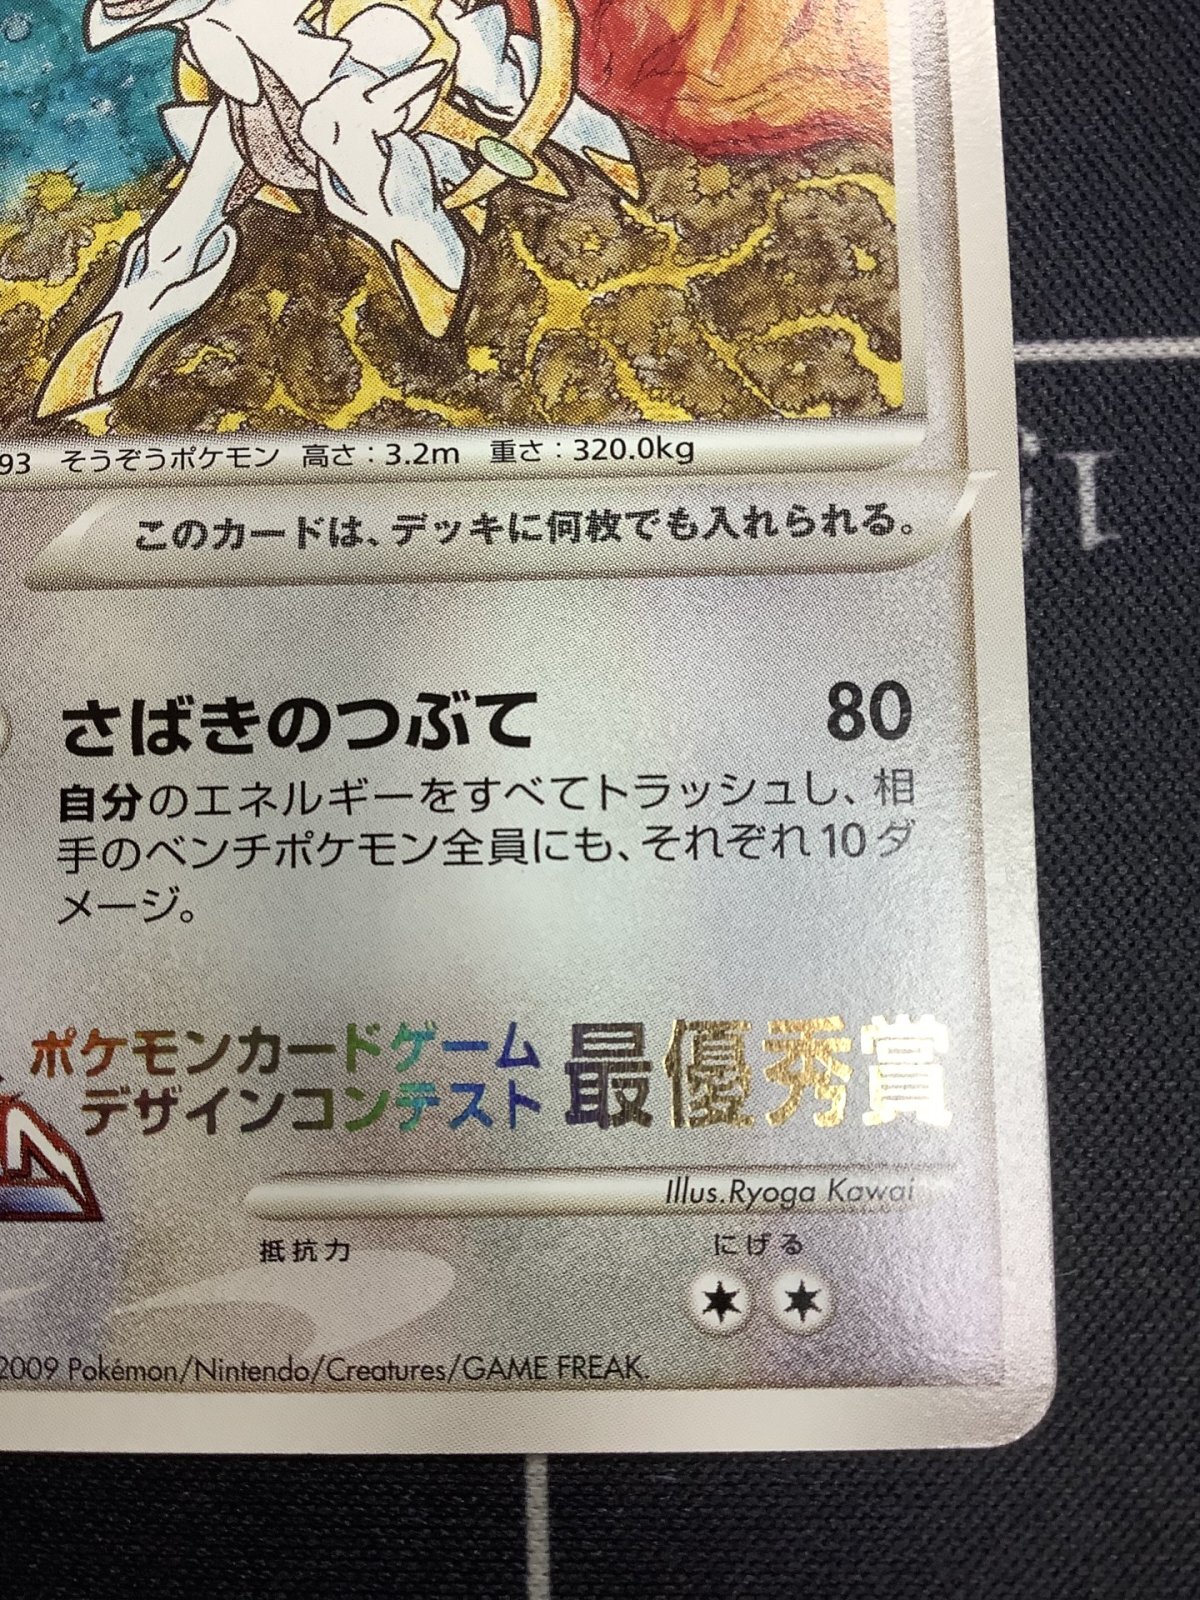 93 そうぞうポケモン 高さ：3.2m 重さ：320.0kg
このカードは、デッキに何枚でも入れられる。
さばきのつぶて 80
自分のエネルギーをすべてトラッシュし、相
手のベンチポケモン全員にも、それぞれ10ダ
メージ。
ポケモンカードゲーム
デザインコンテスト 最優秀賞
Illus.Ryoga Kawai
抵抗力 にげる
2009 Pokémon/Nintendo/Creatures/GAME FREAK.